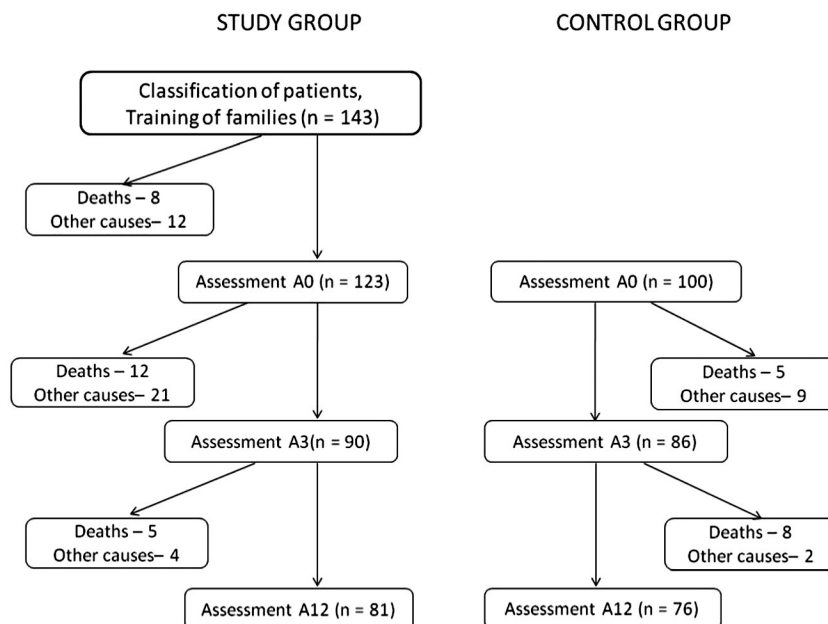 STUDY GROUP
CONTROL GROUP
Classification of patients,
Training of families (n = 143)
Deaths – 8
Other causes– 12
Assessment A0 (n = 123)
Assessment A0 (n = 100)
Deaths – 12
Other causes– 21
Deaths – 5
Other causes– 9
Assessment A3(n = 90)
Assessment A3 (n = 86)
Deaths – 5
Other causes– 4
Deaths – 8
Other causes– 2
Assessment A12 (n = 81)
Assessment A12 (n = 76)